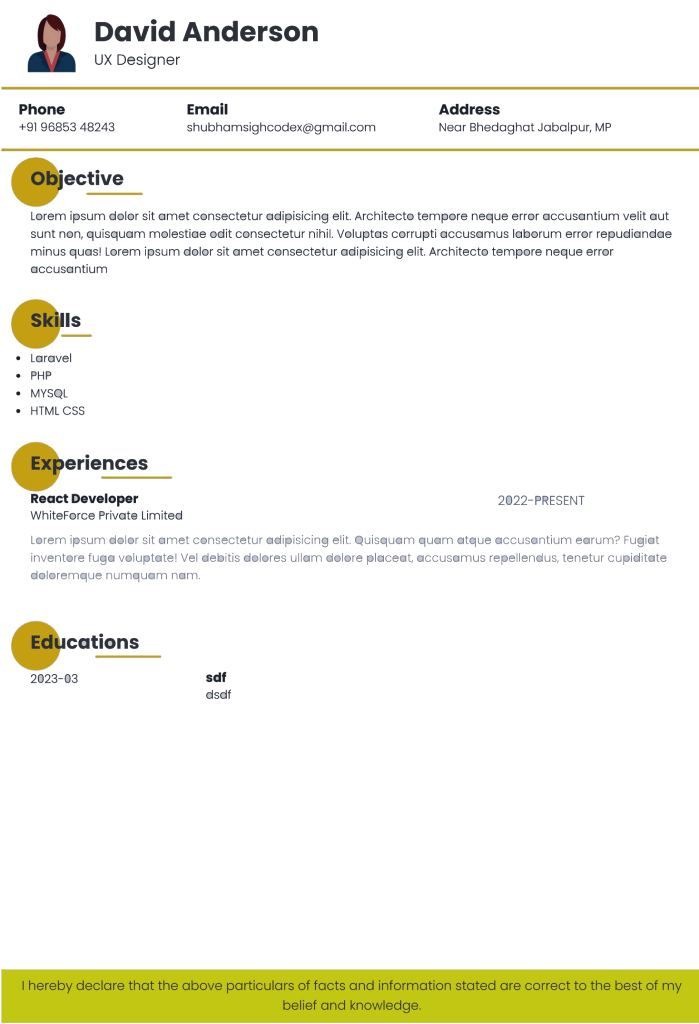 David Anderson
UX Designer
Phone
+91 96853 48243
Email
shubhamsighcodex@gmail.com
Address
Near Bhedaghat Jabalpur, MP
Objective
Lorem ipsum dolor sit amet consectetur adipisicing elit. Architecto tempore neque error accusantium velit aut
sunt non, quisquam molestiae odit consectetur nihil. Voluptas corrupti accusamus laborum error repudiandae
minus quas! Lorem ipsum dolor sit amet consectetur adipisicing elit. Architecto tempore neque error
accusantium
Skills
• Laravel
• PHP
• MYSQL
• HTML CSS
Experiences
React Developer
2022-PRESENT
WhiteForce Private Limited
Lorem ipsum dolor sit amet consectetur adipisicing elit. Quisquam quam atque accusantium earum? Fugiat
inventore fuga voluptate! Vel debitis dolores ullam dolore placeat, accusamus repellendus, tenetur cupiditate
doloremque numquam nam.
Educations
2023-03
sdf
dsdf
I hereby declare that the above particulars of facts and information stated are correct to the best of my
belief and knowledge.